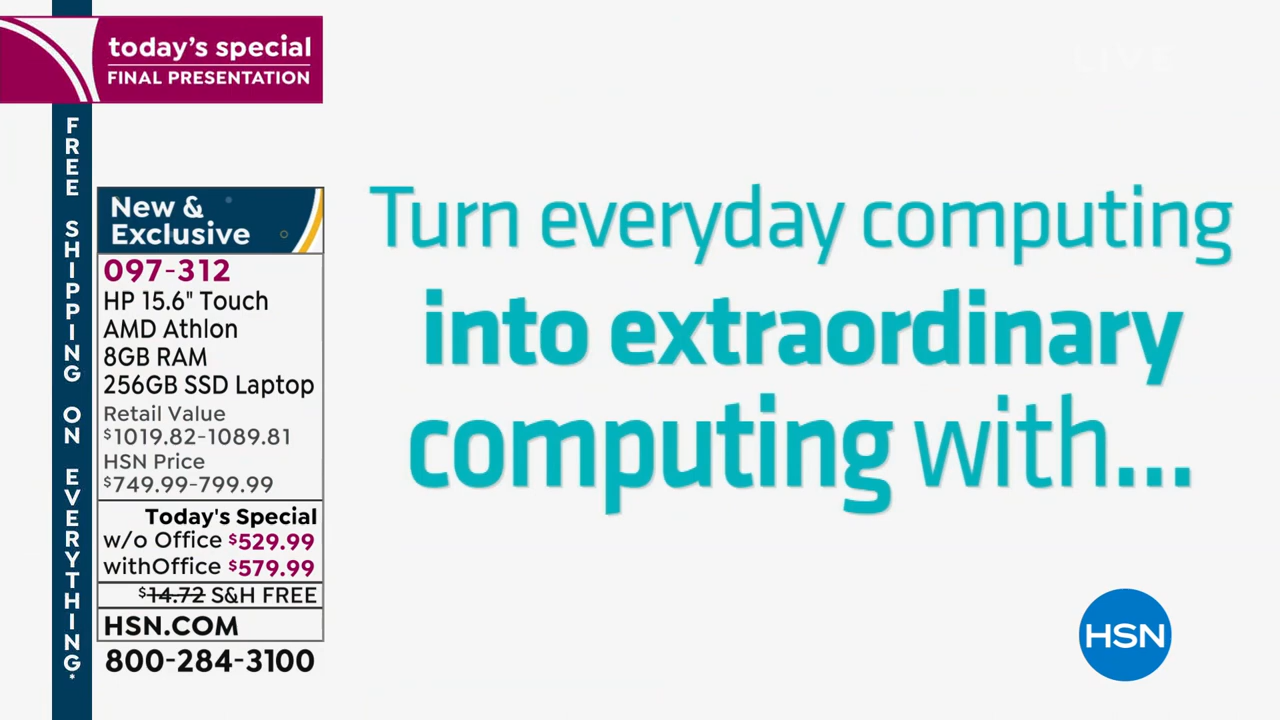 today's special
FINAL PRESENTATION
LIVE
FREE SHIPPING ON EVERYTHING*
New &
Exclusive
097-312
HP 15.6" Touch
AMD Athlon
8GB RAM
256GB SSD Laptop
Retail Value
$1019.82-1089.81
HSN Price
$749.99-799.99
Today's Special
w/o Office $529.99
withOffice $579.99
$14.72 S&H FREE
HSN.COM
800-284-3100
Turn everyday computing
into extraordinary
computing with...
HSN